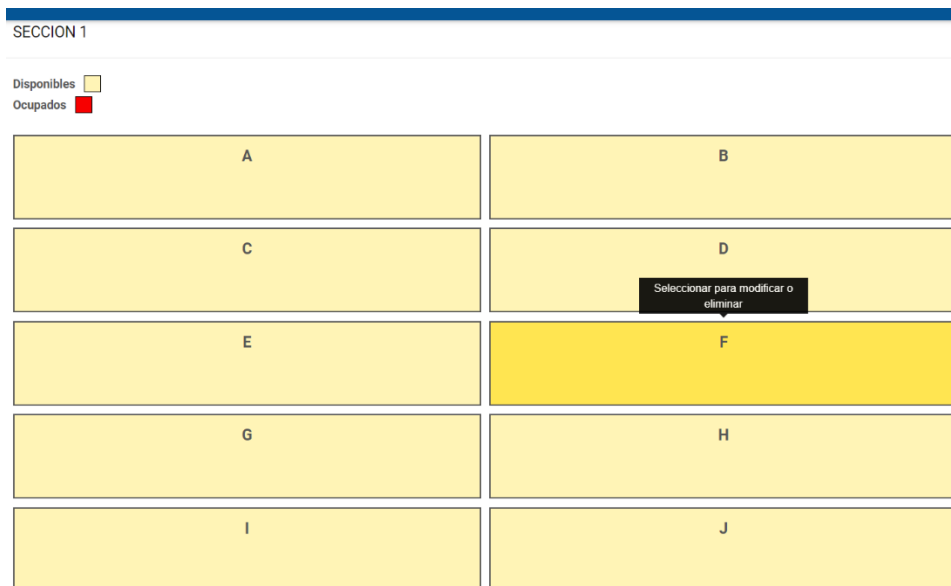 SECCION 1
Disponibles
Ocupados
A
B
C
D
Seleccionar para modificar o
eliminar
E
F
G
H
I
J